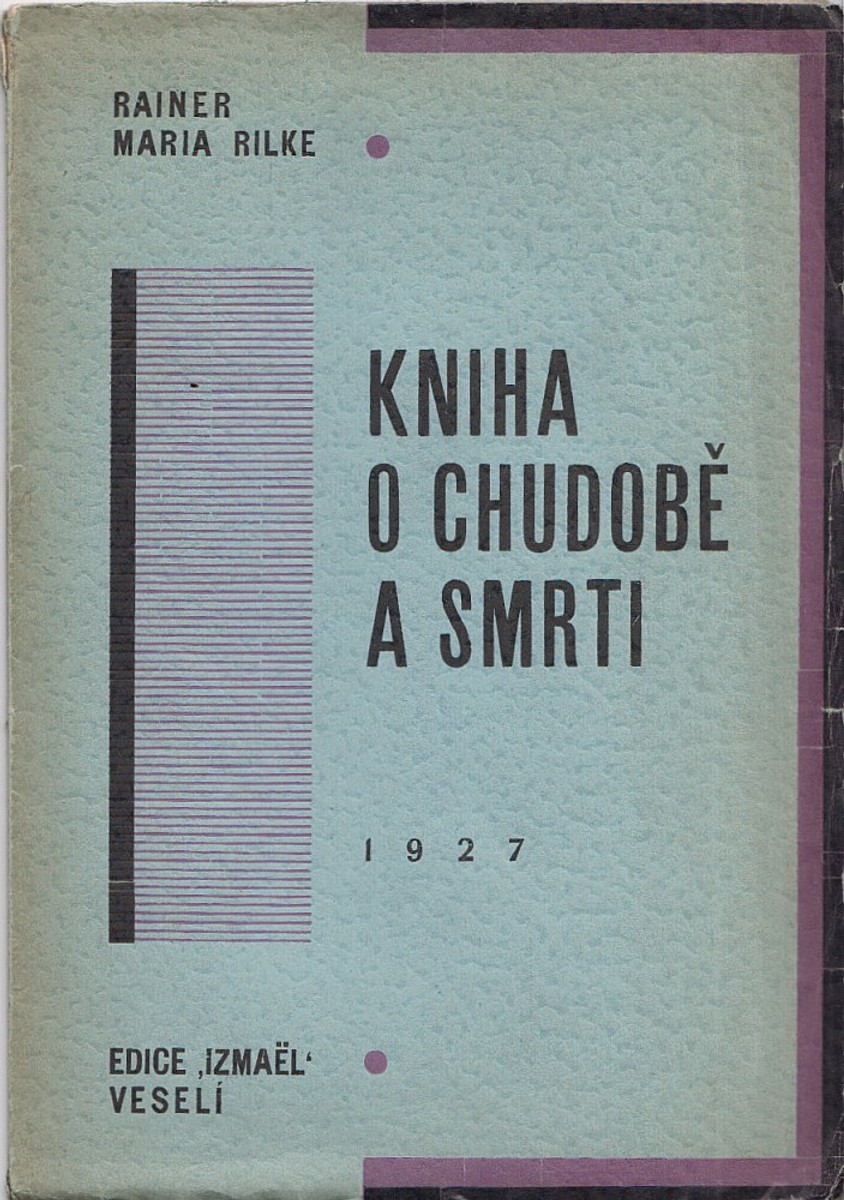 RAINER
MARIA RILKE
KNIHA
O CHUDOBĚ
A SMRTI
1927
EDICE ‚IZMAËL‘
VESELÍ